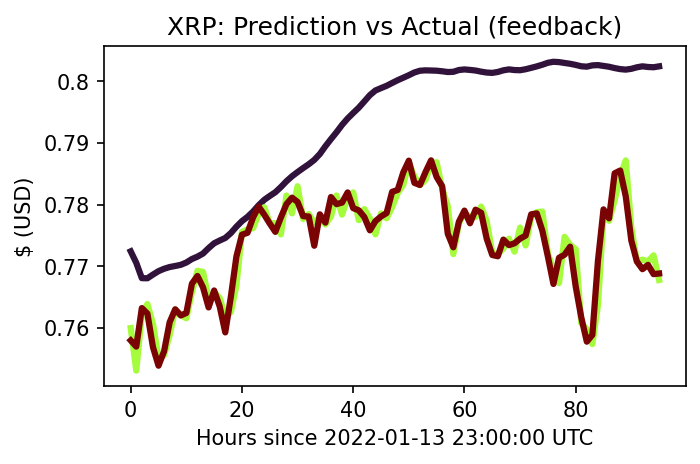 XRP: Prediction vs Actual (feedback)
0.8
0.79
0.78
0.77
0.76
$ (USD)
0 20 40 60 80
Hours since 2022-01-13 23:00:00 UTC